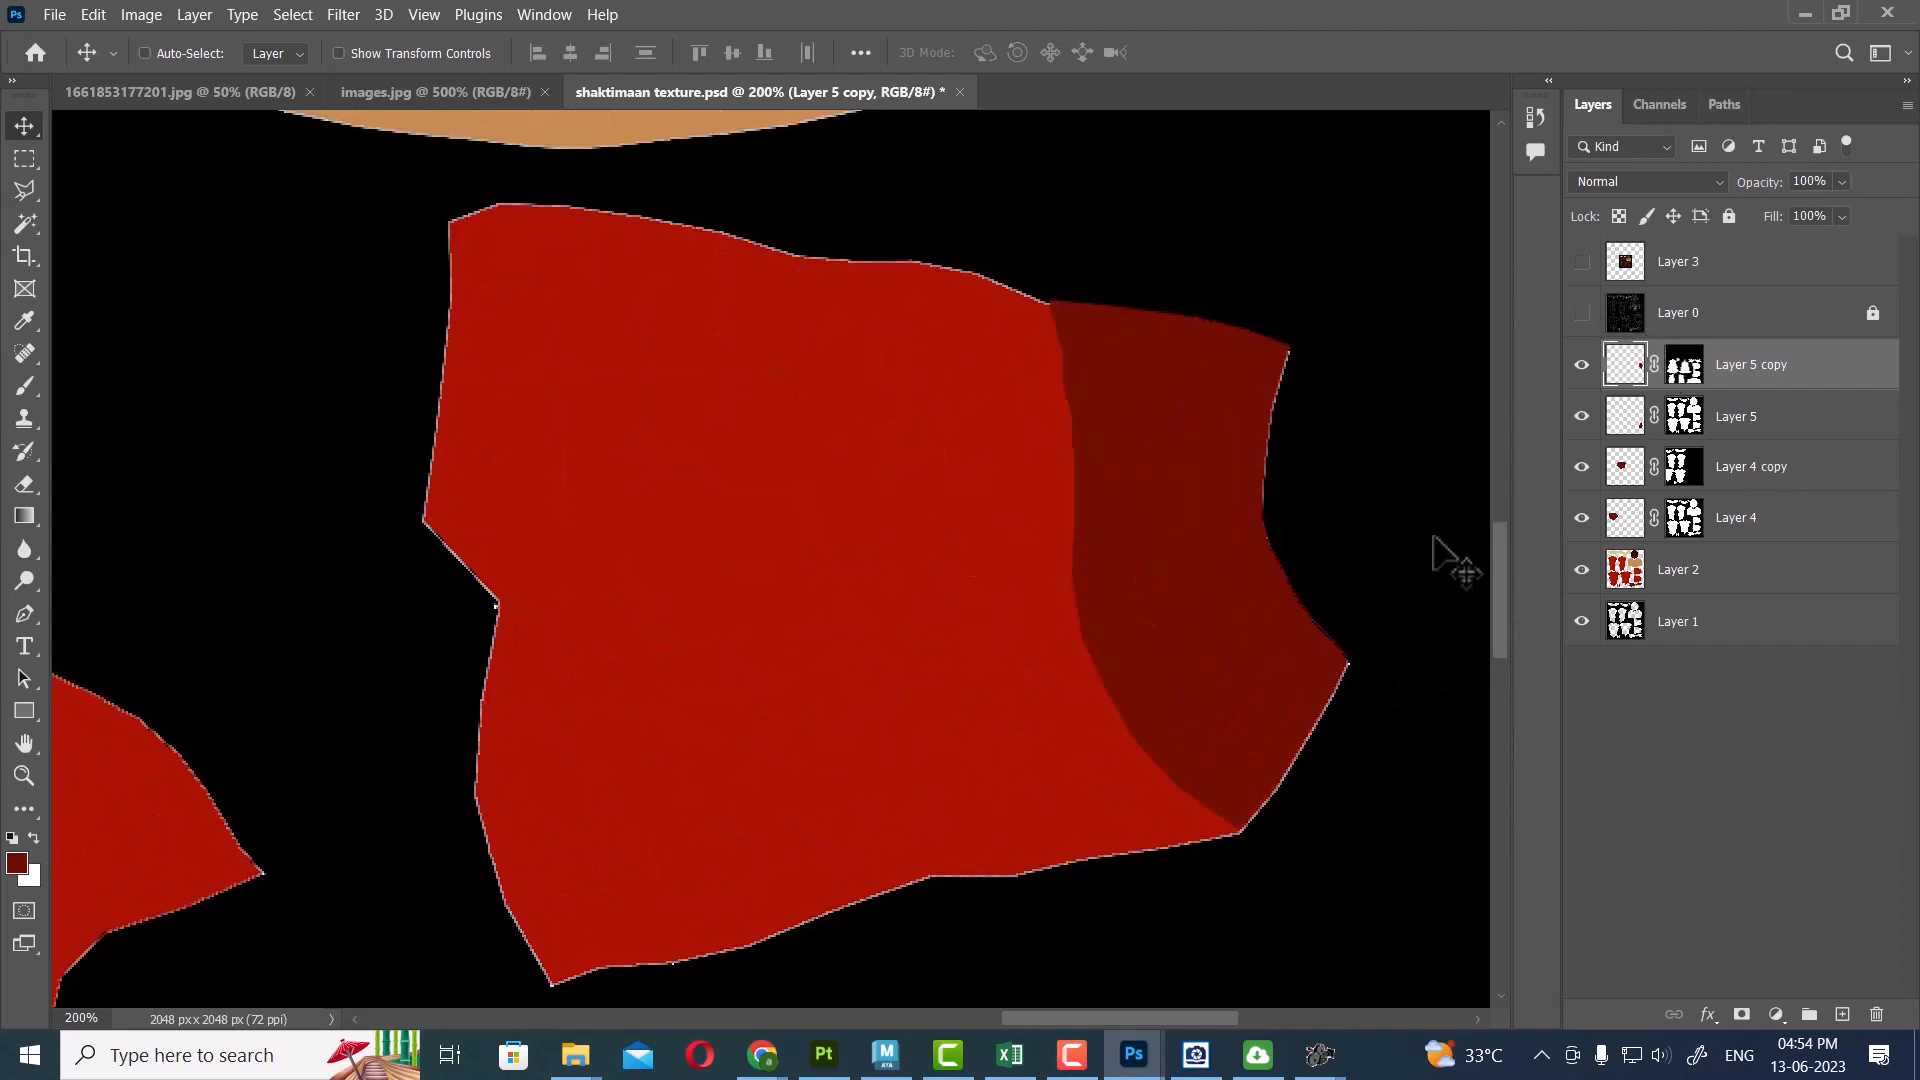 Ps File Edit Image Layer Type Select Filter 3D View Plugins Window Help
Auto-Select: Layer Show Transform Controls 3D Mode:
1661853177201.jpg @ 50% (RGB/8) images.jpg @ 500% (RGB/8#) shaktimaan texture.psd @ 200% (Layer 5 copy, RGB/8#) *
Layers Channels Paths
Kind
Normal Opacity: 100%
Lock: Fill: 100%
Layer 3
Layer 0
Layer 5 copy
Layer 5
Layer 4 copy
Layer 4
Layer 2
Layer 1
200% 2048 px x 2048 px (72 ppi)
Type here to search
Pt
M
AYA
Ps
33°C
ENG
04:54 PM
13-06-2023